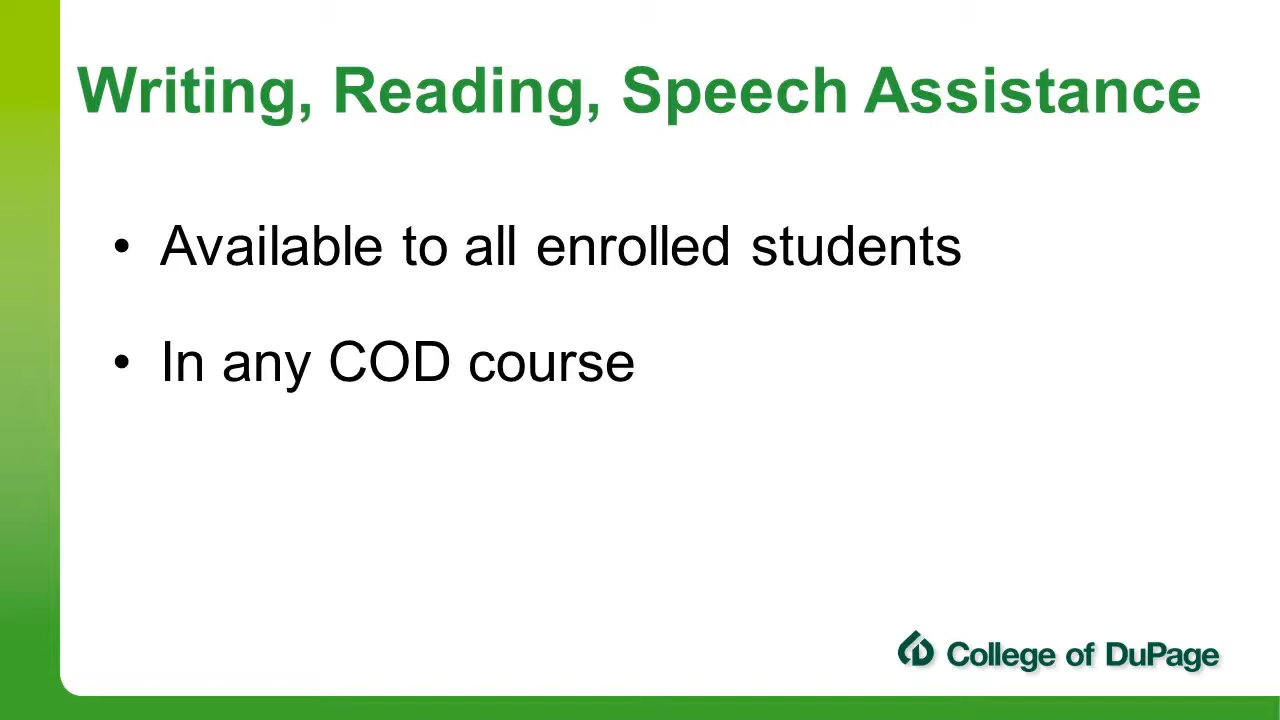 Writing, Reading, Speech Assistance
• Available to all enrolled students
• In any COD course
College of DuPage